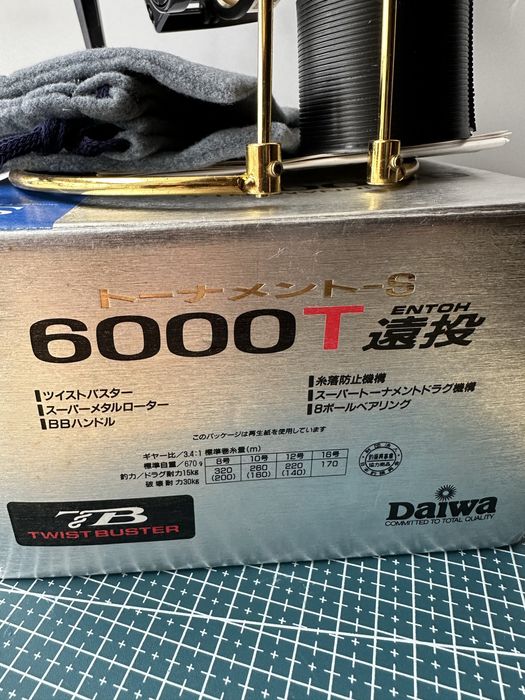 トーナメント-S
ENTOH
6000T遠投
ツイストバスター
スーパーメタルローター
BBハンドル
糸落防止機構
スーパートーナメントドラグ機構
8ボールベアリング
このパッケージは再生紙を使用しています
ギヤー比/3.4:1
標準自重/670g
釣力/ドラグ耐力15kg
破壊耐力30kg
標準巻糸量(m)
8号 10号 12号 16号
320 260 220 170
(200) (160) (140)
TB
TWIST BUSTER
Daiwa
COMMITTED TO TOTAL QUALITY